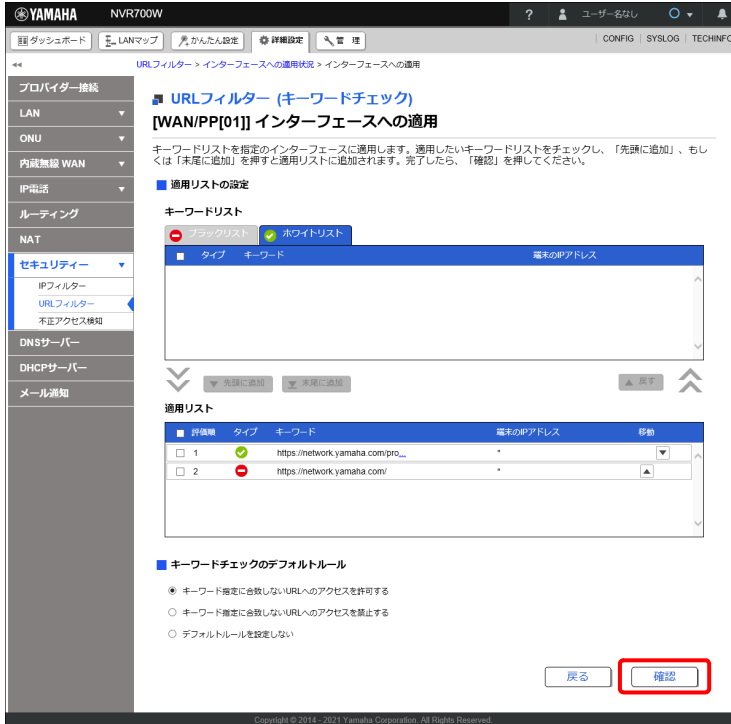 YAMAHA NVR700W ? ユーザー名なし
ダッシュボード LANマップ かんたん設定 詳細設定 管 理 CONFIG SYSLOG TECHINFO
URLフィルター > インターフェースへの適用状況 > インターフェースへの適用
プロバイダー接続
LAN
ONU
内蔵無線 WAN
IP電話
ルーティング
NAT
セキュリティー
IPフィルター
URLフィルター
不正アクセス検知
DNSサーバー
DHCPサーバー
メール通知
URLフィルター (キーワードチェック)
[WAN/PP[01]] インターフェースへの適用
キーワードリストを指定のインターフェースに適用します。適用したいキーワードリストをチェックし、「先頭に追加」、もし
くは「末尾に追加」を押すと適用リストに追加されます。完了したら、「確認」を押してください。
適用リストの設定
キーワードリスト
ブラックリスト ホワイトリスト
タイプ キーワード 端末のIPアドレス
先頭に追加 末尾に追加 戻す
適用リスト
評価順 タイプ キーワード 端末のIPアドレス 移動
1 https://network.yamaha.com/pro... *
2 https://network.yamaha.com/ *
キーワードチェックのデフォルトルール
キーワード指定に合致しないURLへのアクセスを許可する
キーワード指定に合致しないURLへのアクセスを禁止する
デフォルトルールを設定しない
戻る 確認
Copyright © 2014 - 2021 Yamaha Corporation. All Rights Reserved.